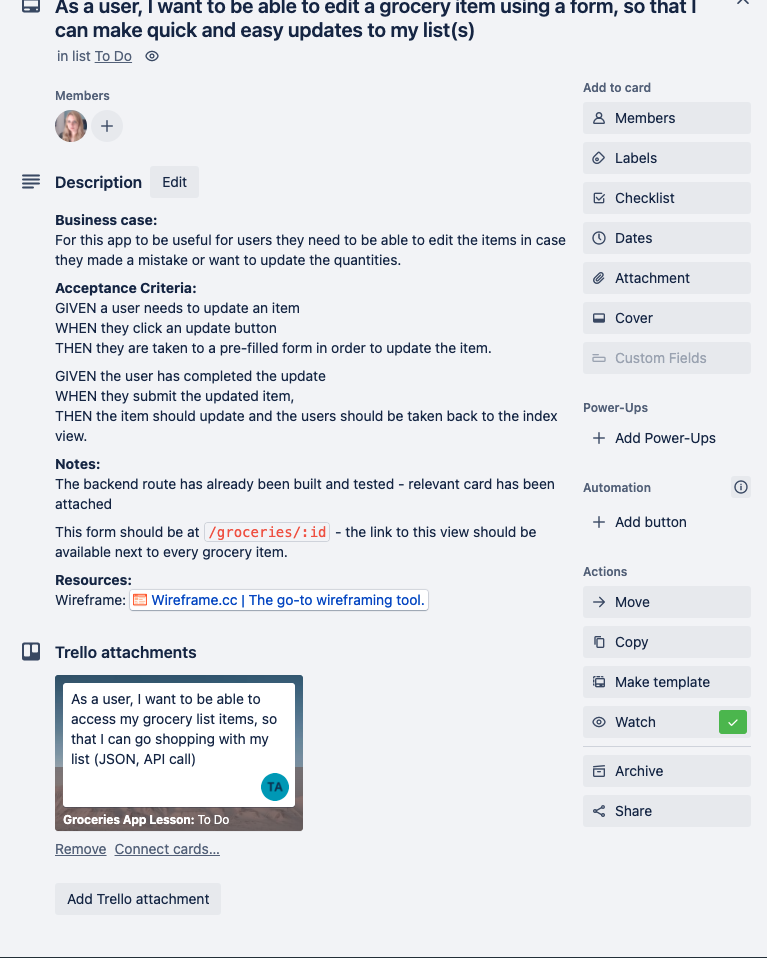 As a user, I want to be able to edit a grocery item using a form, so that I
can make quick and easy updates to my list(s)
in list To Do
Members
Description Edit
Business case:
For this app to be useful for users they need to be able to edit the items in case
they made a mistake or want to update the quantities.
Acceptance Criteria:
GIVEN a user needs to update an item
WHEN they click an update button
THEN they are taken to a pre-filled form in order to update the item.
GIVEN the user has completed the update
WHEN they submit the updated item,
THEN the item should update and the users should be taken back to the index
view.
Notes:
The backend route has already been built and tested - relevant card has been
attached
This form should be at /groceries/:id - the link to this view should be
available next to every grocery item.
Resources:
Wireframe: Wireframe.cc | The go-to wireframing tool.
Trello attachments
As a user, I want to be able to
access my grocery list items, so
that I can go shopping with my
list (JSON, API call)
TA
Groceries App Lesson: To Do
Remove Connect cards...
Add Trello attachment
Add to card
Members
Labels
Checklist
Dates
Attachment
Cover
Custom Fields
Power-Ups
Add Power-Ups
Automation
Add button
Actions
Move
Copy
Make template
Watch
Archive
Share